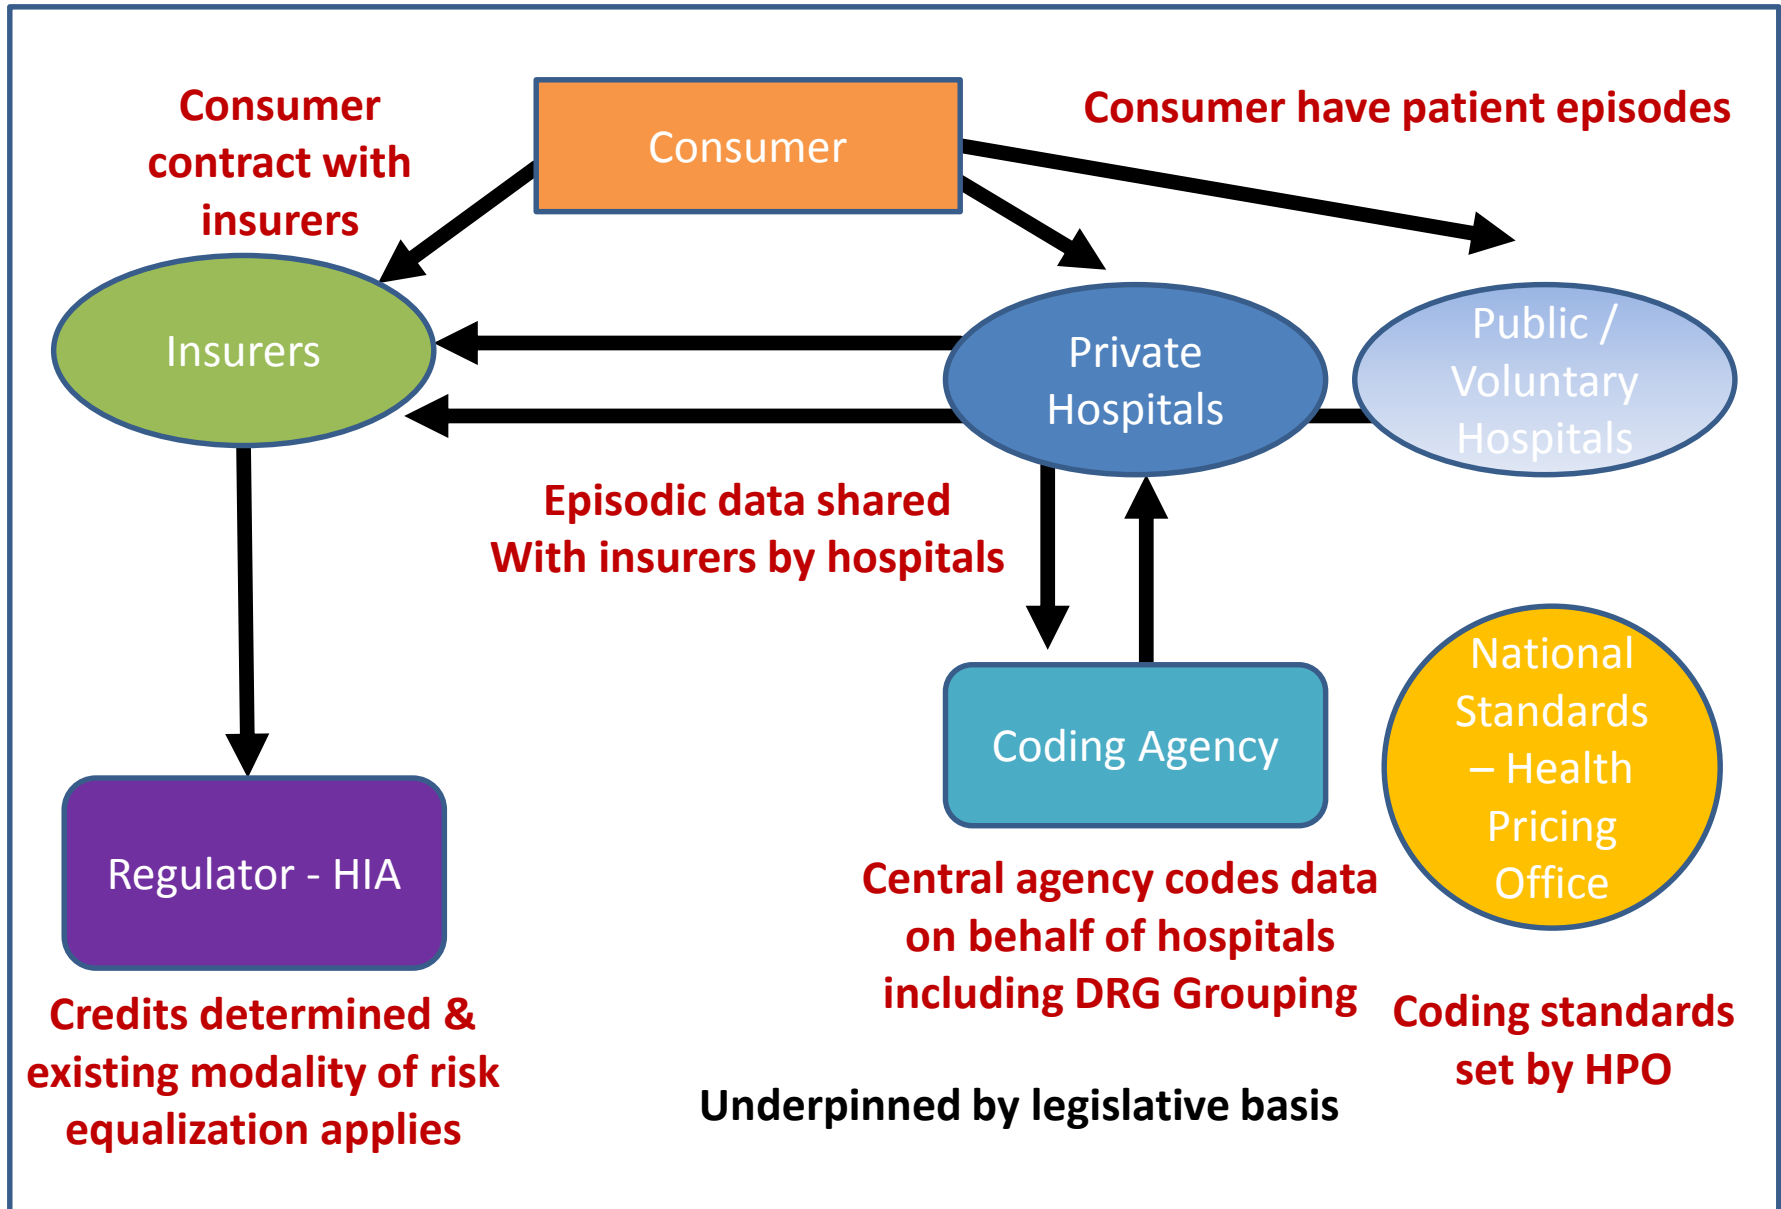 Consumer
contract with
insurers
Consumer
Consumer have patient episodes
Insurers
Private
Hospitals
Public /
Voluntary
Hospitals
Episodic data shared
With insurers by hospitals
Coding Agency
National
Standards
– Health
Pricing
Office
Regulator - HIA
Central agency codes data
on behalf of hospitals
including DRG Grouping
Coding standards
set by HPO
Credits determined &
existing modality of risk
equalization applies
Underpinned by legislative basis